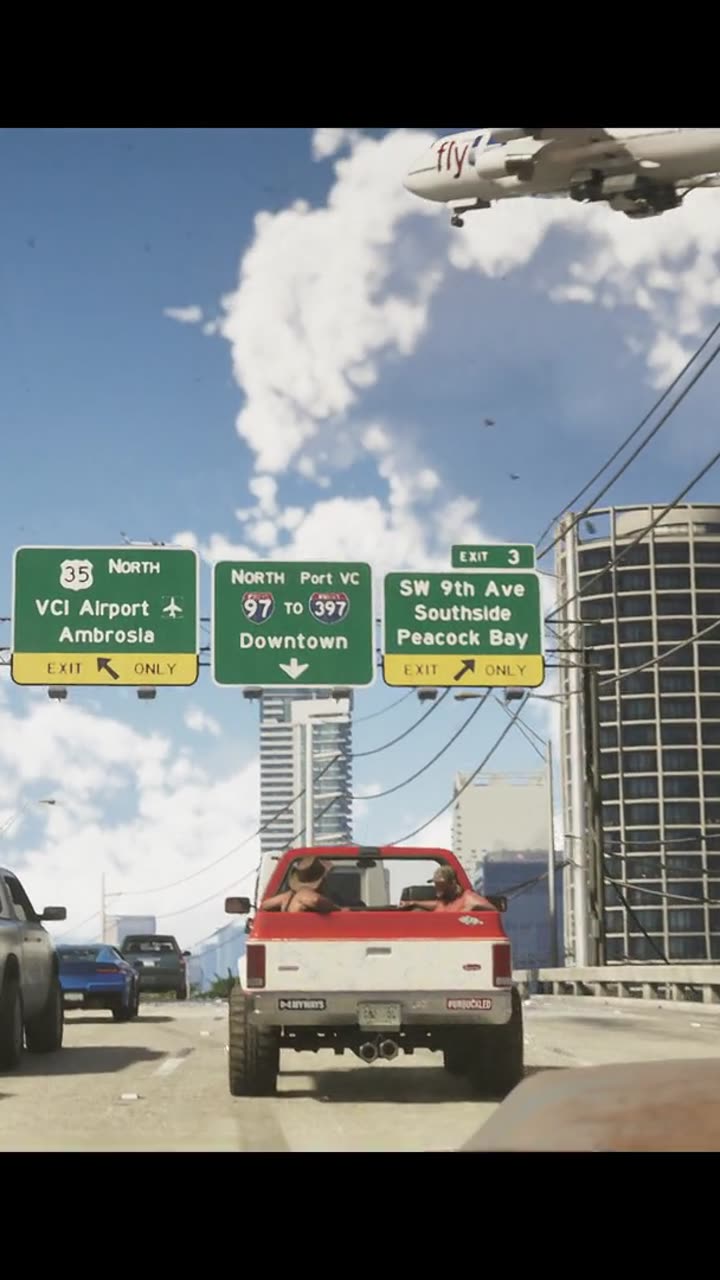 fly
EXIT 3
35 NORTH
VCI Airport
Ambrosia
EXIT ONLY
NORTH Port VC
97 TO 397
Downtown
SW 9th Ave
Southside
Peacock Bay
EXIT ONLY
#UNBUCKLED